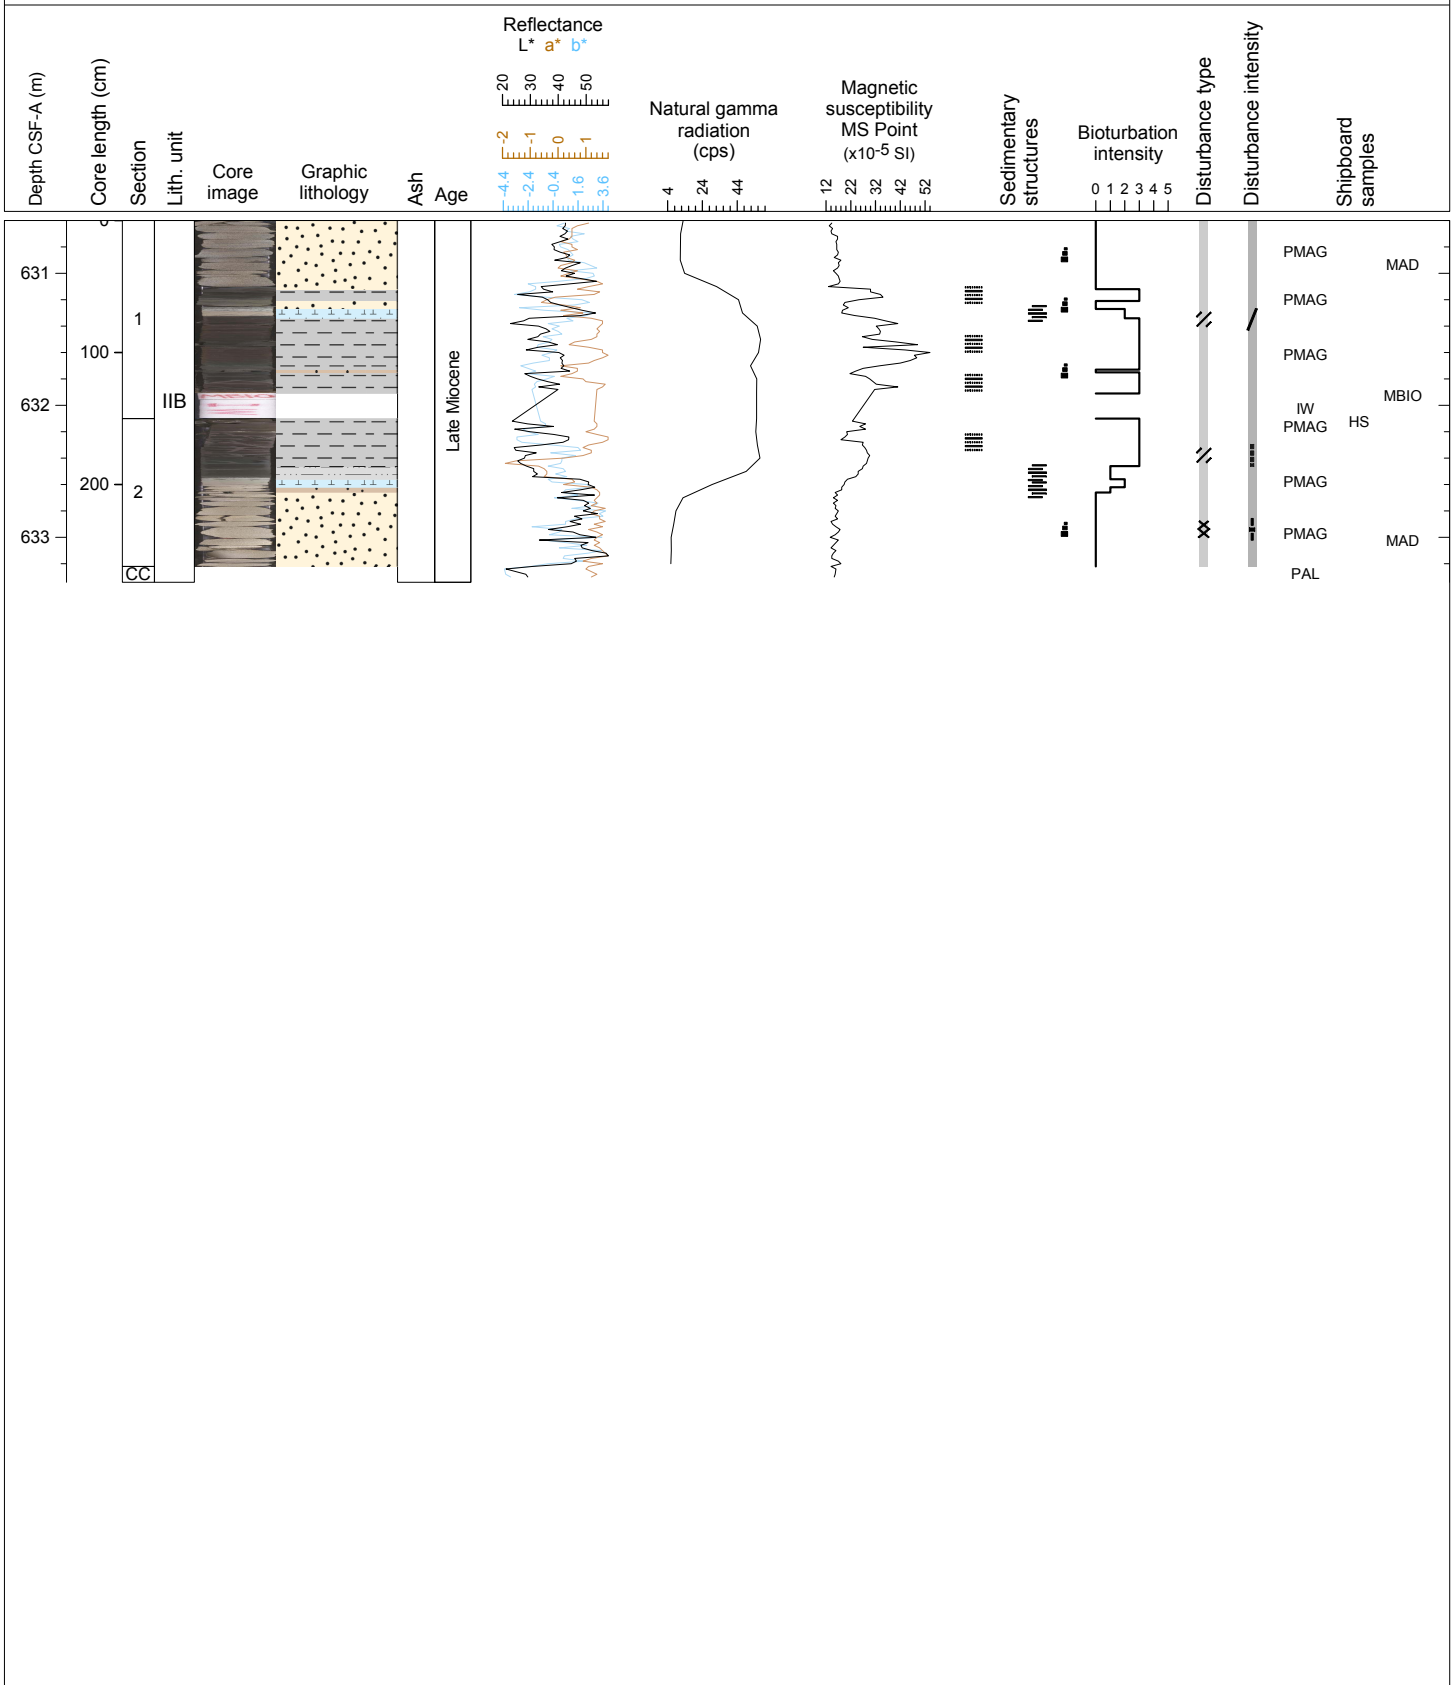 Depth CSF-A (m)
Core length (cm)
Section
Lith. unit
Core
image
Graphic
lithology
Ash
Age
Reflectance
L* a* b*
20 30 40 50
-2 -1 0 1
-4.4 -2.4 -0.4 1.6 3.6
Natural gamma
radiation
(cps)
4 24 44
Magnetic
susceptibility
MS Point
(x10-5 SI)
12 22 32 42 52
Sedimentary
structures
Bioturbation
intensity
0 1 2 3 4 5
Disturbance type
Disturbance intensity
Shipboard
samples
0
631
100
632
200
633
1
2
CC
IIB
Late Miocene
PMAG
MAD
PMAG
PMAG
MBIO
IW
HS
PMAG
PMAG
PMAG
MAD
PAL